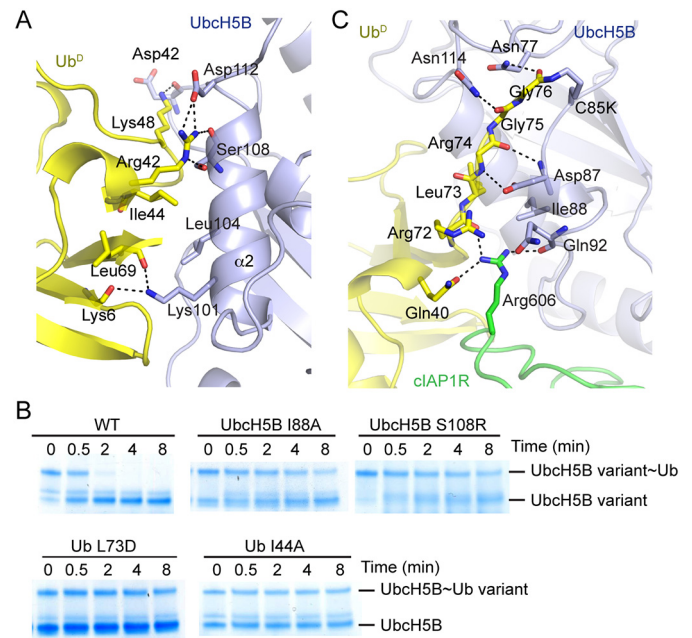 A
Ub^D
UbcH5B
Asp42
Asp112
Lys48
Arg42
Ser108
Ile44
Leu104
Leu69
α2
Lys6
Lys101
C
Ub^D
UbcH5B
Asn77
Asn114
Gly76
C85K
Gly75
Arg74
Asp87
Leu73
Ile88
Arg72
Gln92
Arg606
Gln40
cIAP1R
B
WT
UbcH5B I88A
UbcH5B S108R
0 0.5 2 4 8
0 0.5 2 4 8
0 0.5 2 4 8
Time (min)
UbcH5B variant~Ub
UbcH5B variant
Ub L73D
Ub I44A
0 0.5 2 4 8
0 0.5 2 4 8
Time (min)
UbcH5B~Ub variant
UbcH5B